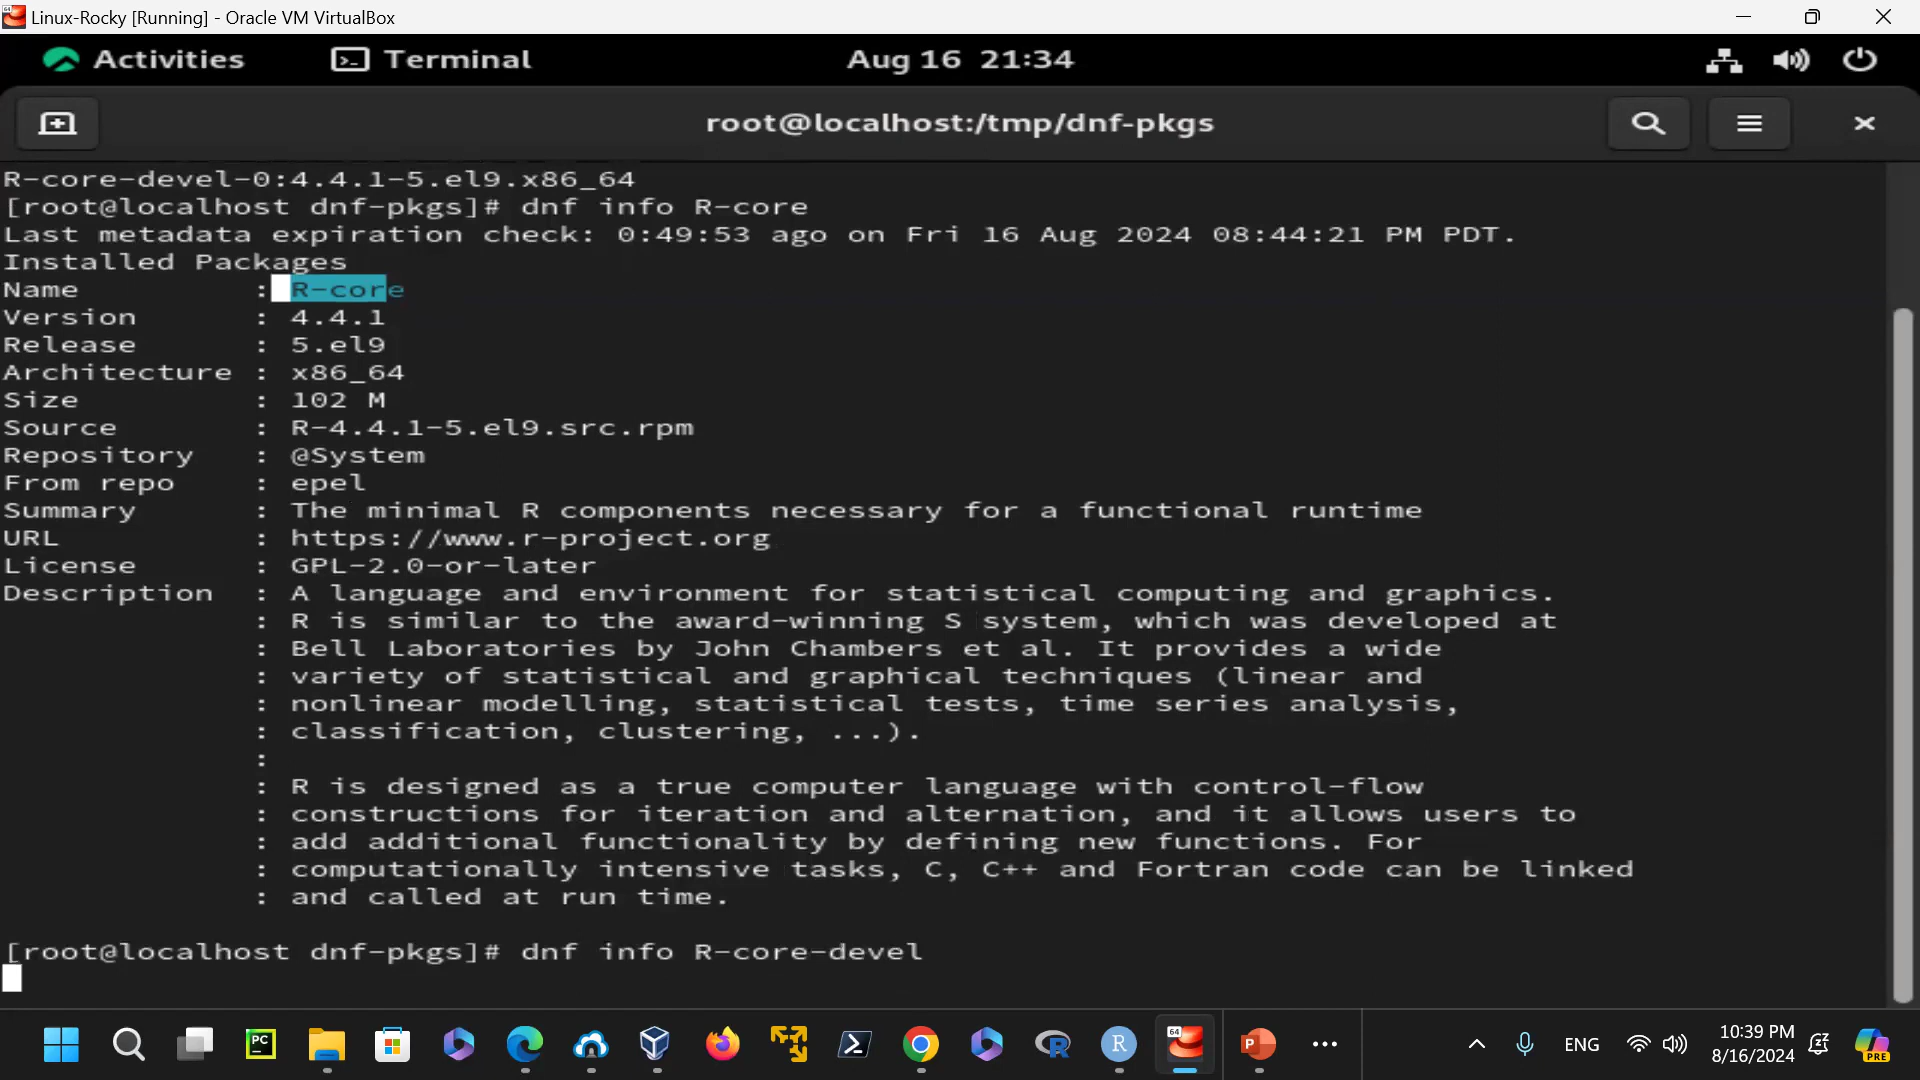 Linux-Rocky [Running] - Oracle VM VirtualBox
Activities Terminal Aug 16 21:34
root@localhost:/tmp/dnf-pkgs
R-core-devel-0:4.4.1-5.el9.x86_64
[root@localhost dnf-pkgs]# dnf info R-core
Last metadata expiration check: 0:49:53 ago on Fri 16 Aug 2024 08:44:21 PM PDT.
Installed Packages
Name : R-core
Version : 4.4.1
Release : 5.el9
Architecture : x86_64
Size : 102 M
Source : R-4.4.1-5.el9.src.rpm
Repository : @System
From repo : epel
Summary : The minimal R components necessary for a functional runtime
URL : https://www.r-project.org
License : GPL-2.0-or-later
Description : A language and environment for statistical computing and graphics.
: R is similar to the award-winning S system, which was developed at
: Bell Laboratories by John Chambers et al. It provides a wide
: variety of statistical and graphical techniques (linear and
: nonlinear modelling, statistical tests, time series analysis,
: classification, clustering, ...).
:
: R is designed as a true computer language with control-flow
: constructions for iteration and alternation, and it allows users to
: add additional functionality by defining new functions. For
: computationally intensive tasks, C, C++ and Fortran code can be linked
: and called at run time.
[root@localhost dnf-pkgs]# dnf info R-core-devel
PC R R 64 P ENG 10:39 PM PRE
8/16/2024